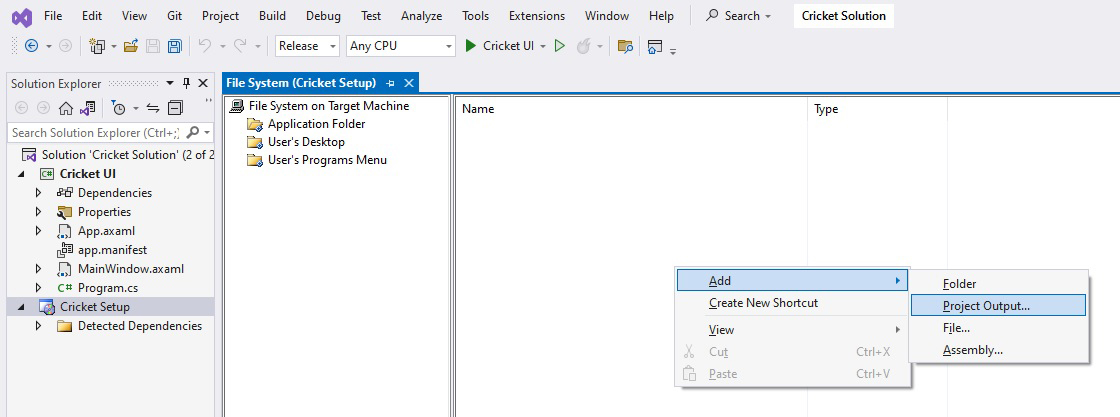 File Edit View Git Project Build Debug Test Analyze Tools Extensions Window Help Search Cricket Solution
Release Any CPU Cricket UI
Solution Explorer
Search Solution Explorer (Ctrl+;)
Solution 'Cricket Solution' (2 of 2
Cricket UI
Dependencies
Properties
App.axaml
app.manifest
MainWindow.axaml
C# Program.cs
Cricket Setup
Detected Dependencies
File System (Cricket Setup)
File System on Target Machine
Application Folder
User's Desktop
User's Programs Menu
Name Type
Add
Create New Shortcut
View
Cut Ctrl+X
Paste Ctrl+V
Folder
Project Output...
File...
Assembly...